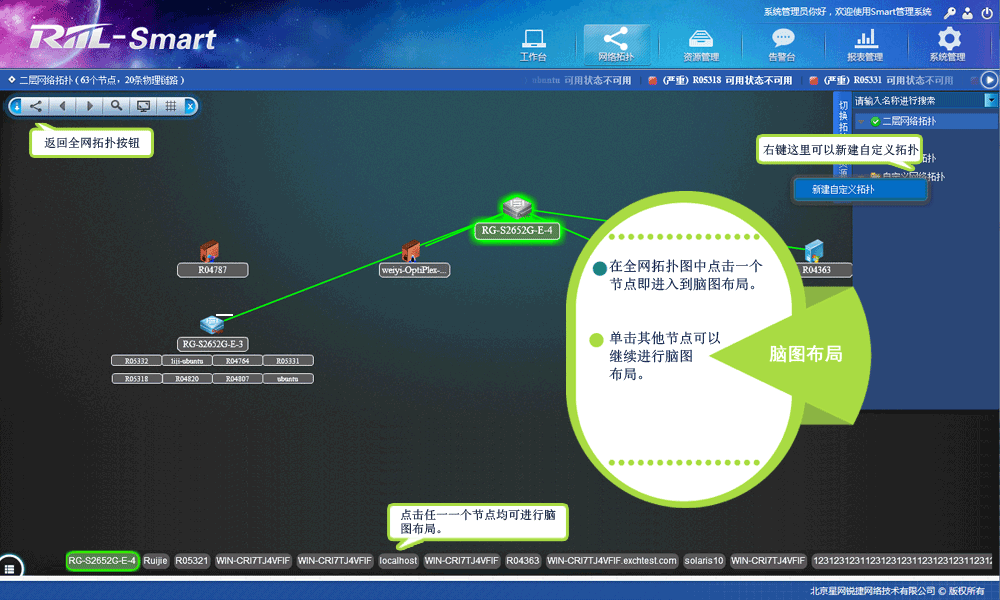 系统管理员你好，欢迎使用Smart管理系统
RIIL-Smart
工作台
网络拓扑
资源管理
告警台
报表管理
系统管理
二层网络拓扑（63个节点，20条物理链路）
ubuntu 可用状态不可用
(严重) R05318 可用状态不可用
(严重) R05331 可用状态不可用
返回全网拓扑按钮
请输入名称进行搜索
切换拓
二层网络拓扑
右键这里可以新建自定义拓扑
扑
资源
自定义网络拓扑
新建自定义拓扑
RG-S2652G-E-4
R04787
weiyi-OptiPlex-...
R04363
在全网拓扑图中点击一个
节点即进入到脑图布局。
单击其他节点可以
继续进行脑图
布局。
脑图布局
RG-S2652G-E-3
R05332 liji-ubuntu R04764 R05331
R05318 R04820 R04807 ubuntu
点击任一一个节点均可进行脑
图布局。
RG-S2652G-E-4 Ruijie R05321 WIN-CRI7TJ4VFIF WIN-CRI7TJ4VFIF localhost WIN-CRI7TJ4VFIF R04363 WIN-CRI7TJ4VFIF.exchtest.com solaris10 WIN-CRI7TJ4VFIF
北京星网锐捷网络技术有限公司 © 版权所有